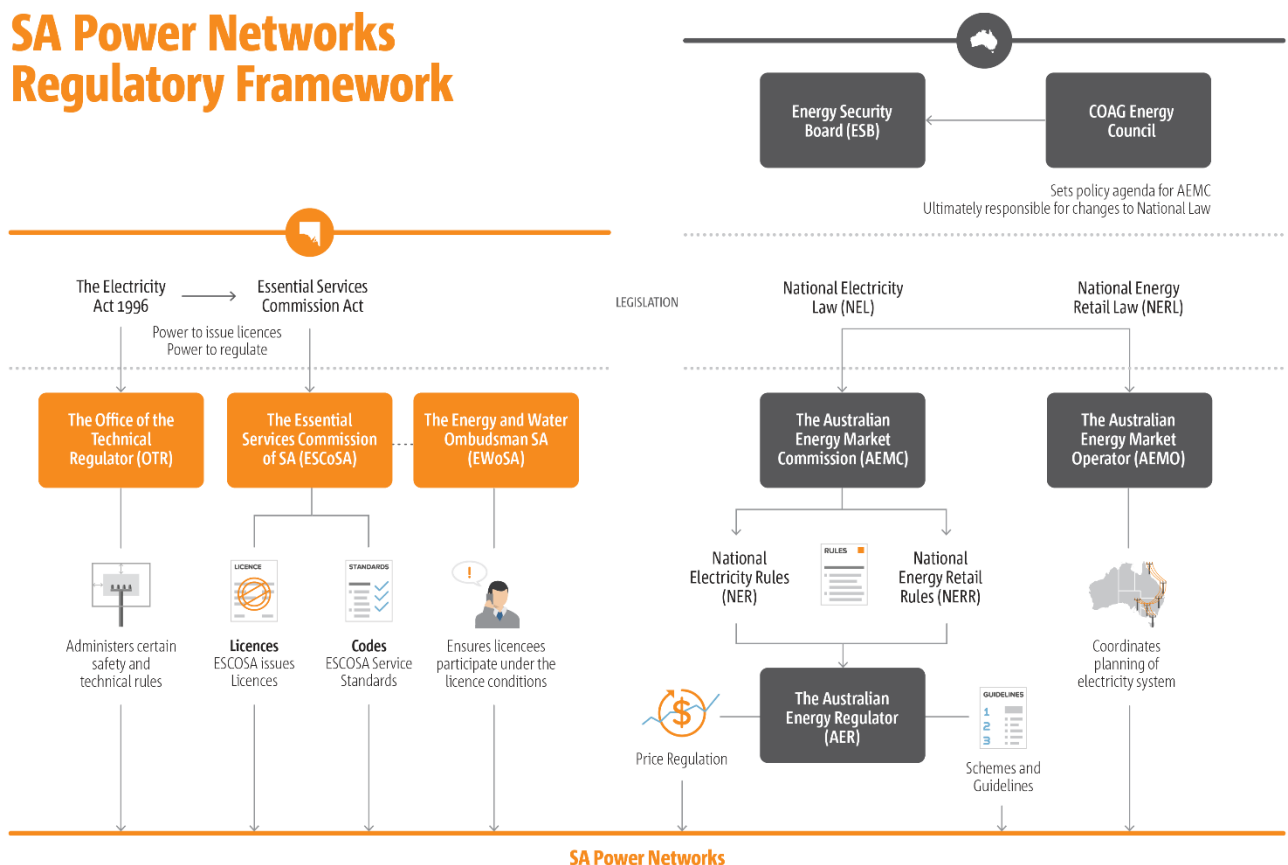 SA Power Networks
Regulatory Framework
Energy Security
Board (ESB)
COAG Energy
Council
Sets policy agenda for AEMC
Ultimately responsible for changes to National Law
The Electricity
Act 1996
Essential Services
Commission Act
Power to issue licences
Power to regulate
LEGISLATION
National Electricity
Law (NEL)
National Energy
Retail Law (NERL)
The Office of the
Technical
Regulator (OTR)
The Essential
Services Commission
of SA (ESCoSA)
The Energy and Water
Ombudsman SA
(EWoSA)
The Australian
Energy Market
Commission (AEMC)
The Australian
Energy Market
Operator (AEMO)
LICENCE
STANDARDS
!
National
Electricity Rules
(NER)
RULES
National
Energy Retail
Rules (NERR)
Administers certain
safety and
technical rules
Licences
ESCOSA issues
Licences
Codes
ESCOSA Service
Standards
Ensures licencees
participate under the
licence conditions
Coordinates
planning of
electricity system
$
Price Regulation
The Australian
Energy Regulator
(AER)
GUIDELINES
1
2
3
Schemes and
Guidelines
SA Power Networks